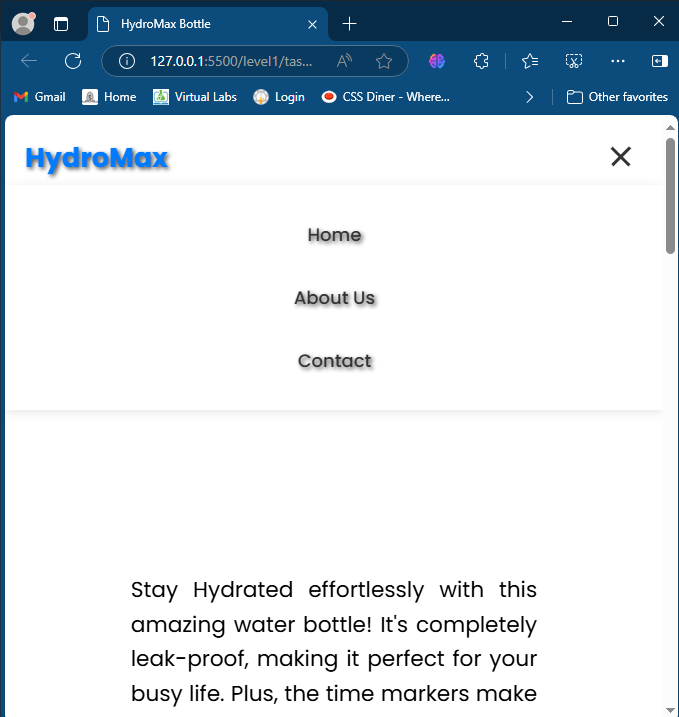 HydroMax Bottle
127.0.0.1:5500/level1/tas...
Gmail Home Virtual Labs Login CSS Diner - Where... Other favorites
HydroMax
Home
About Us
Contact
Stay Hydrated effortlessly with this
amazing water bottle! It's completely
leak-proof, making it perfect for your
busy life. Plus, the time markers make